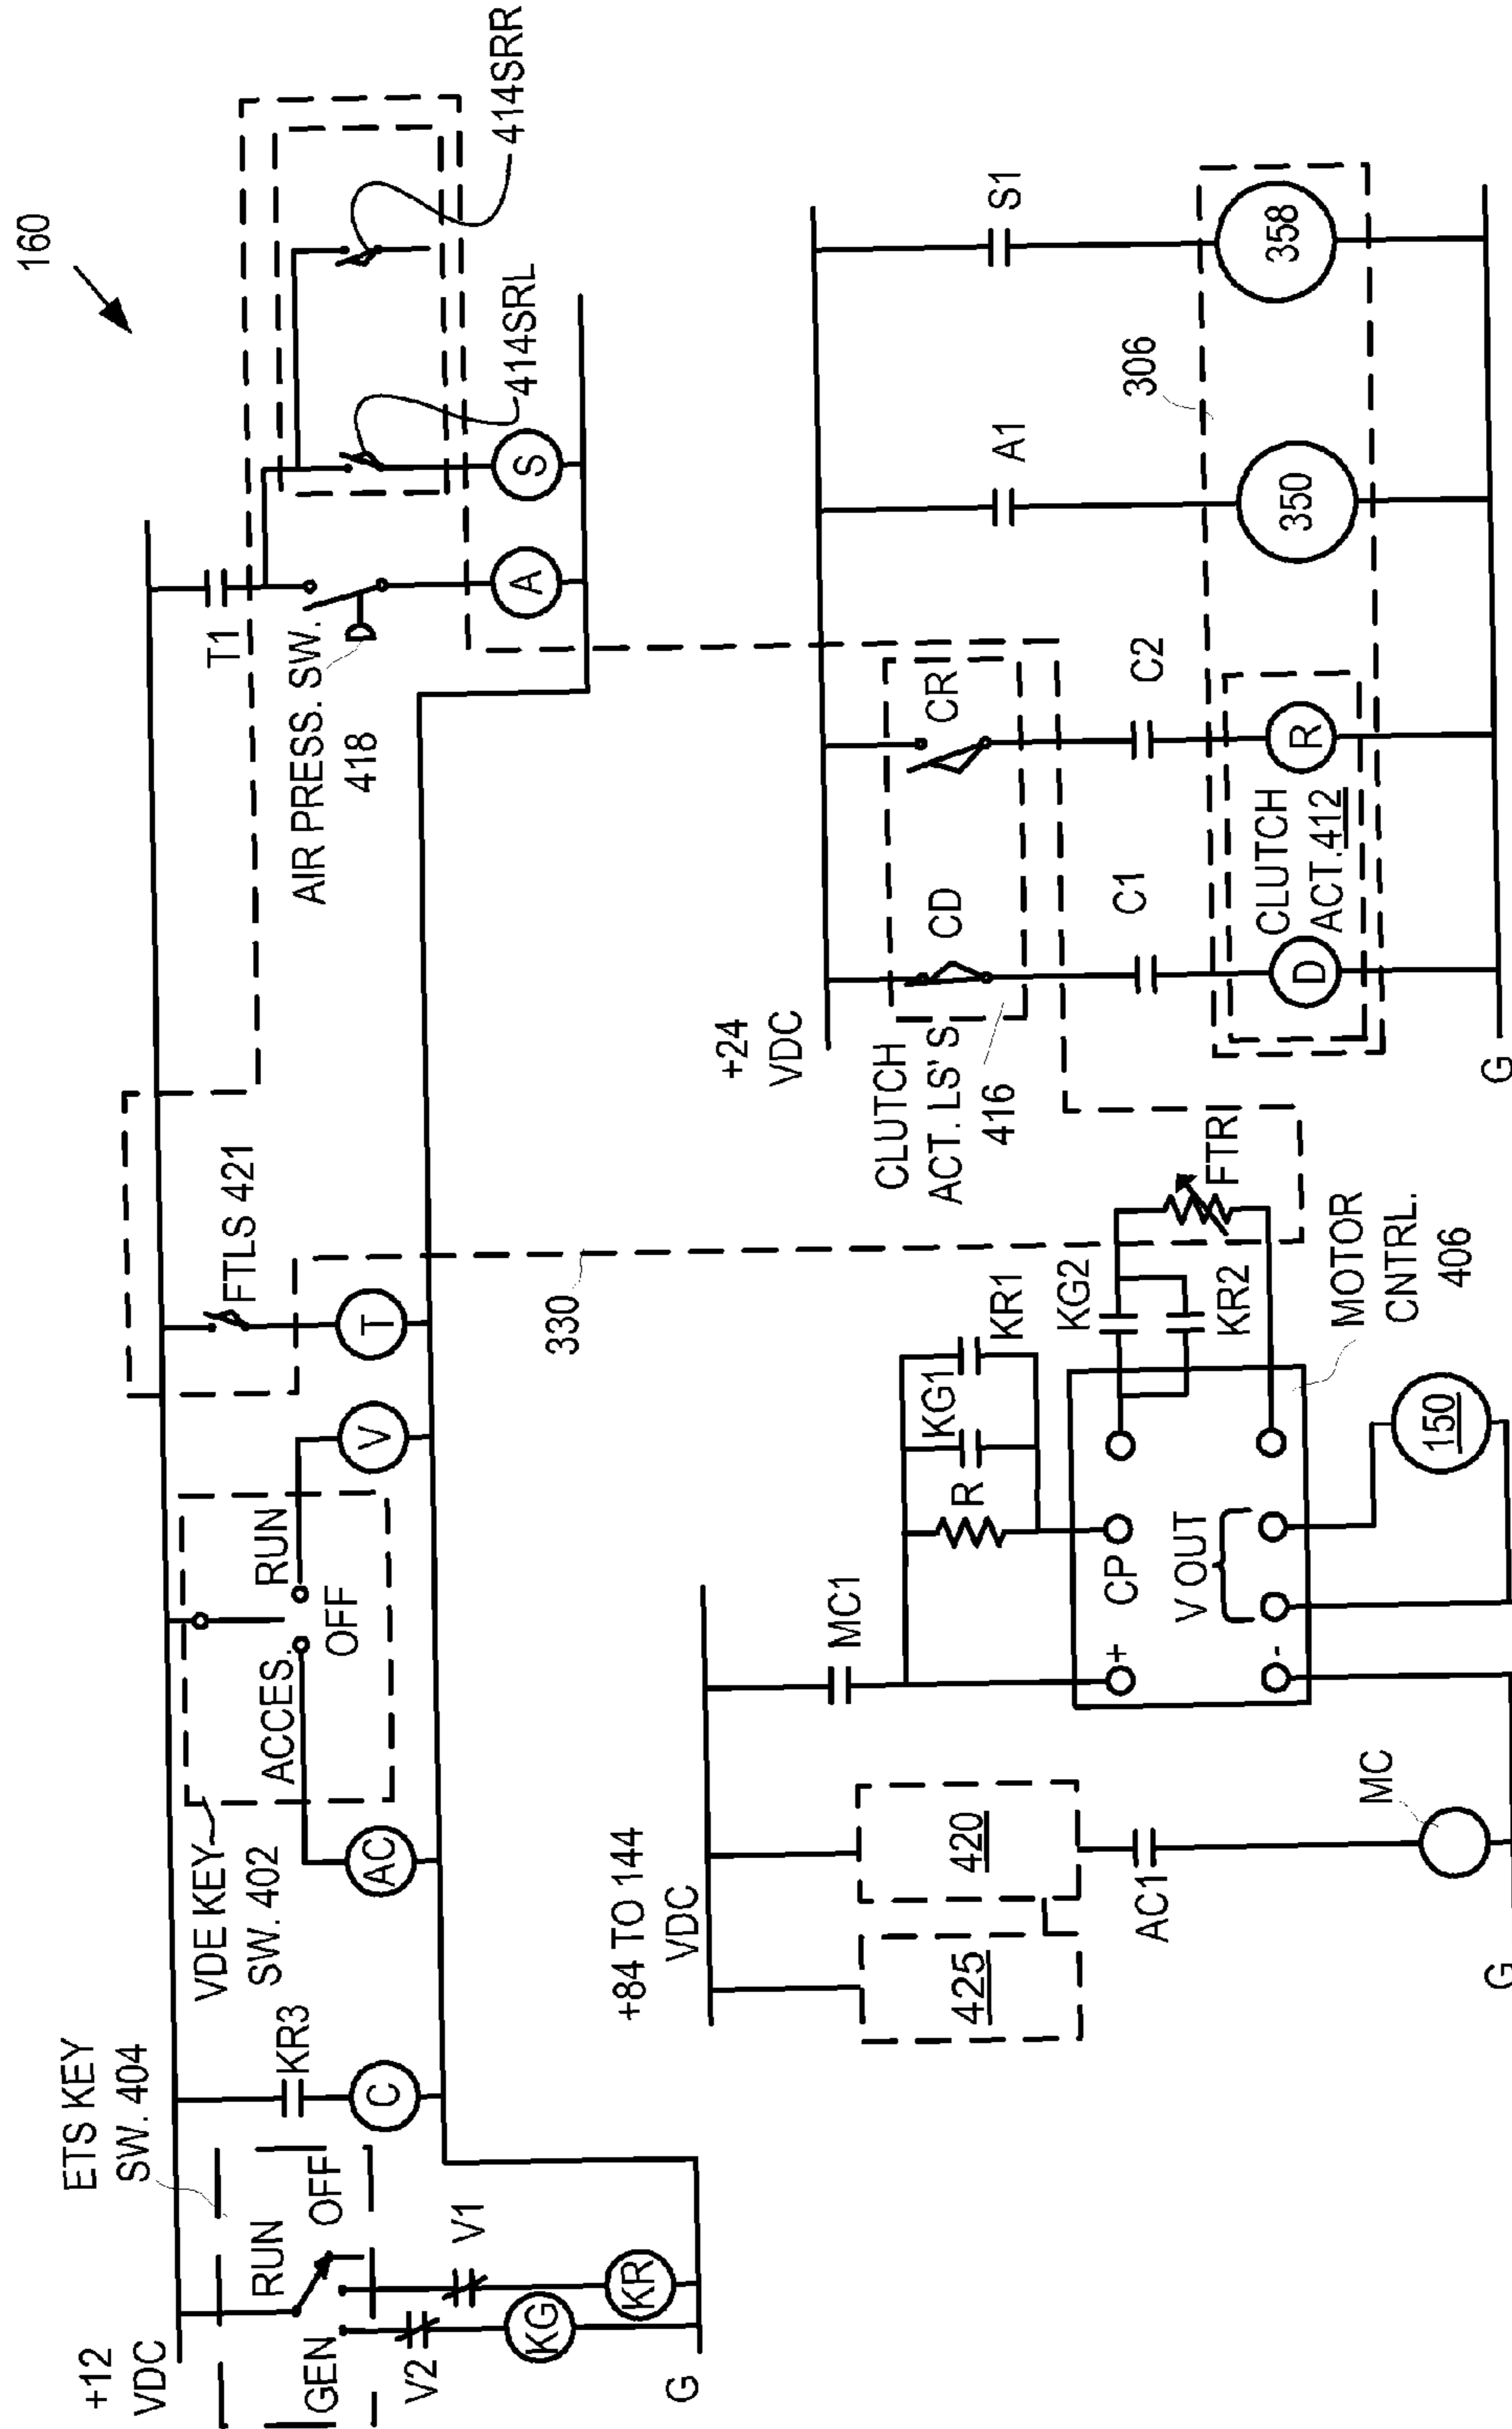 160
+12
VDC
ETS KEY
SW. 404
RUN
OFF
GEN
V2
V1
KG
KR
G
KR3
C
VDE KEY
SW. 402
ACCES.
RUN
OFF
AC
V
FTLS 421
T
330
T1
AIR PRESS. SW.
418
A
S
414SRL
414SRR
+84 TO 144
VDC
425
420
AC1
MC
G
MC1
R
KG1
KR1
KG2
KR2
FTRI
CP
+
-
V OUT
150
MOTOR
CNTRL.
406
+24
VDC
CLUTCH
ACT. LS'S
416
CD
CR
C1
C2
A1
S1
306
D
CLUTCH
ACT.412
R
350
358
G